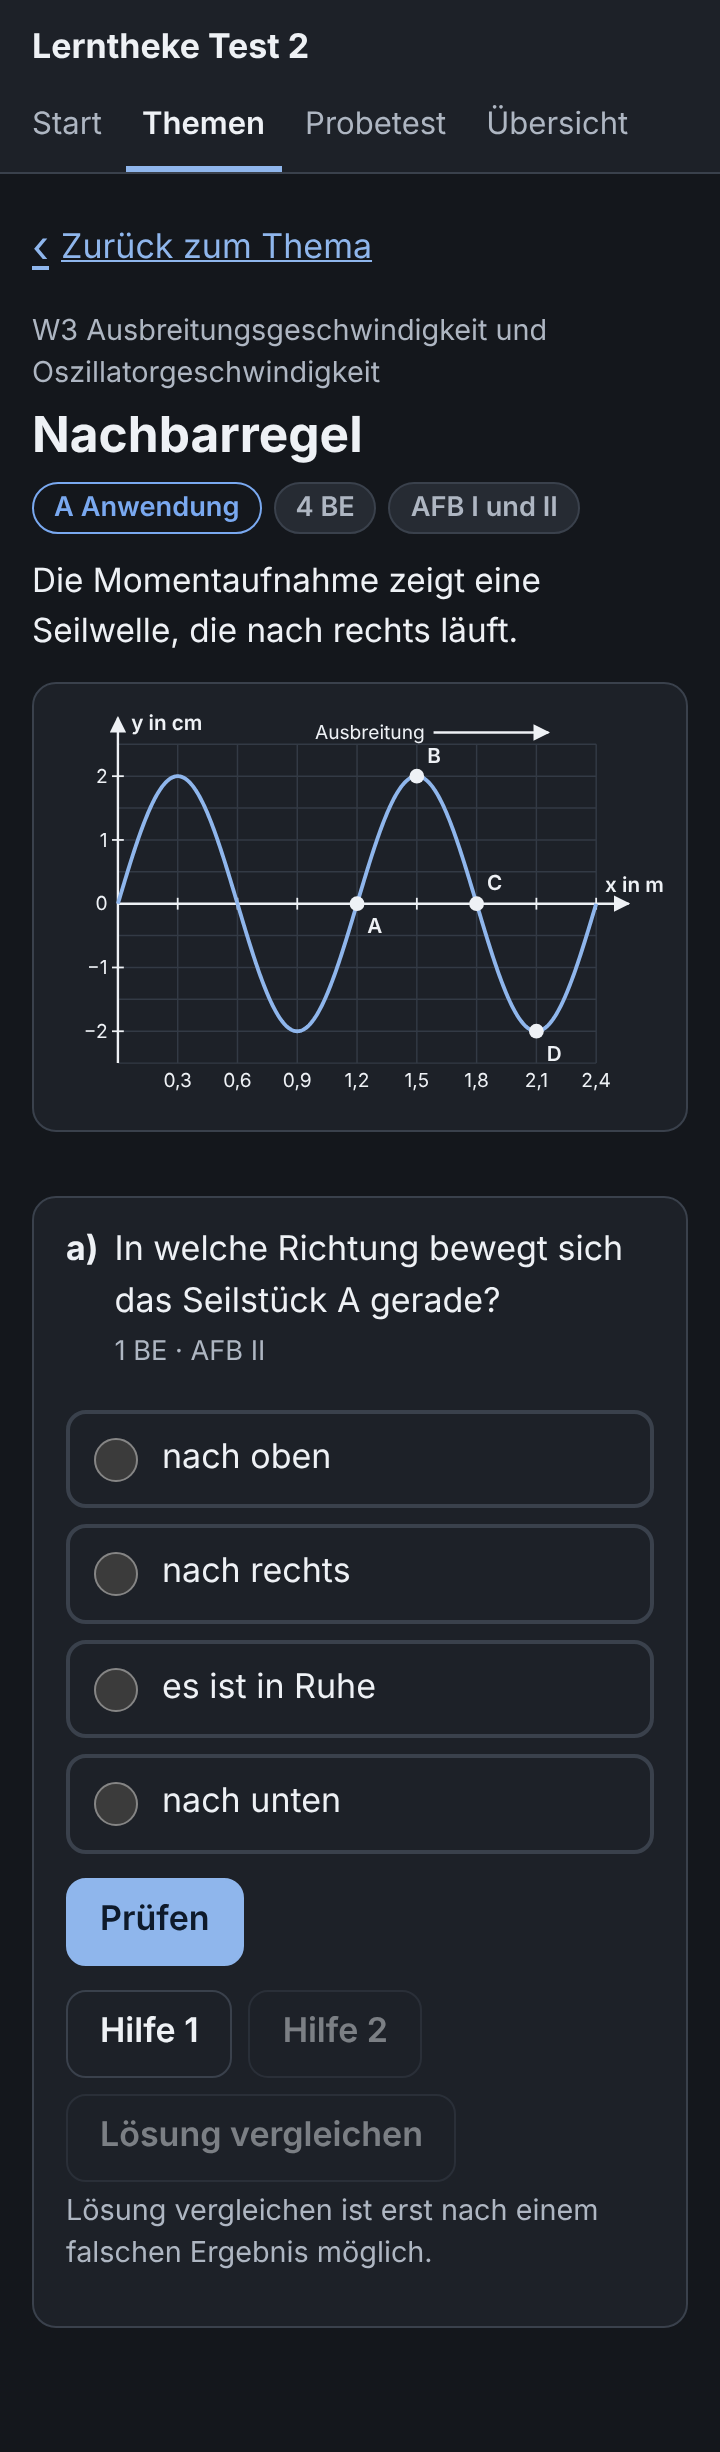 Lerntheke Test 2
Start Themen Probetest Übersicht
‹ Zurück zum Thema
W3 Ausbreitungsgeschwindigkeit und
Oszillatorgeschwindigkeit
Nachbarregel
A Anwendung 4 BE AFB I und II
Die Momentaufnahme zeigt eine
Seilwelle, die nach rechts läuft.
y in cm
Ausbreitung
B
2
1
C
x in m
0
A
−1
−2
D
0,3 0,6 0,9 1,2 1,5 1,8 2,1 2,4
a) In welche Richtung bewegt sich
das Seilstück A gerade?
1 BE · AFB II
nach oben
nach rechts
es ist in Ruhe
nach unten
Prüfen
Hilfe 1 Hilfe 2
Lösung vergleichen
Lösung vergleichen ist erst nach einem
falschen Ergebnis möglich.